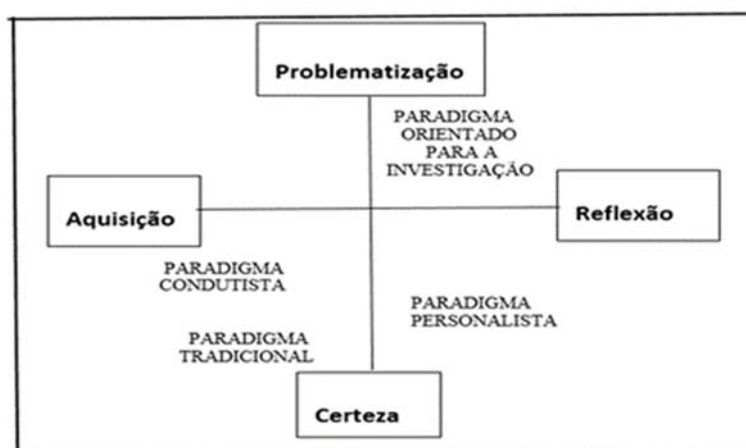 Problematização
PARADIGMA
ORIENTADO
PARA A
INVESTIGAÇÃO
Aquisição
Reflexão
PARADIGMA
CONDUTISTA
PARADIGMA
PERSONALISTA
PARADIGMA
TRADICIONAL
Certeza